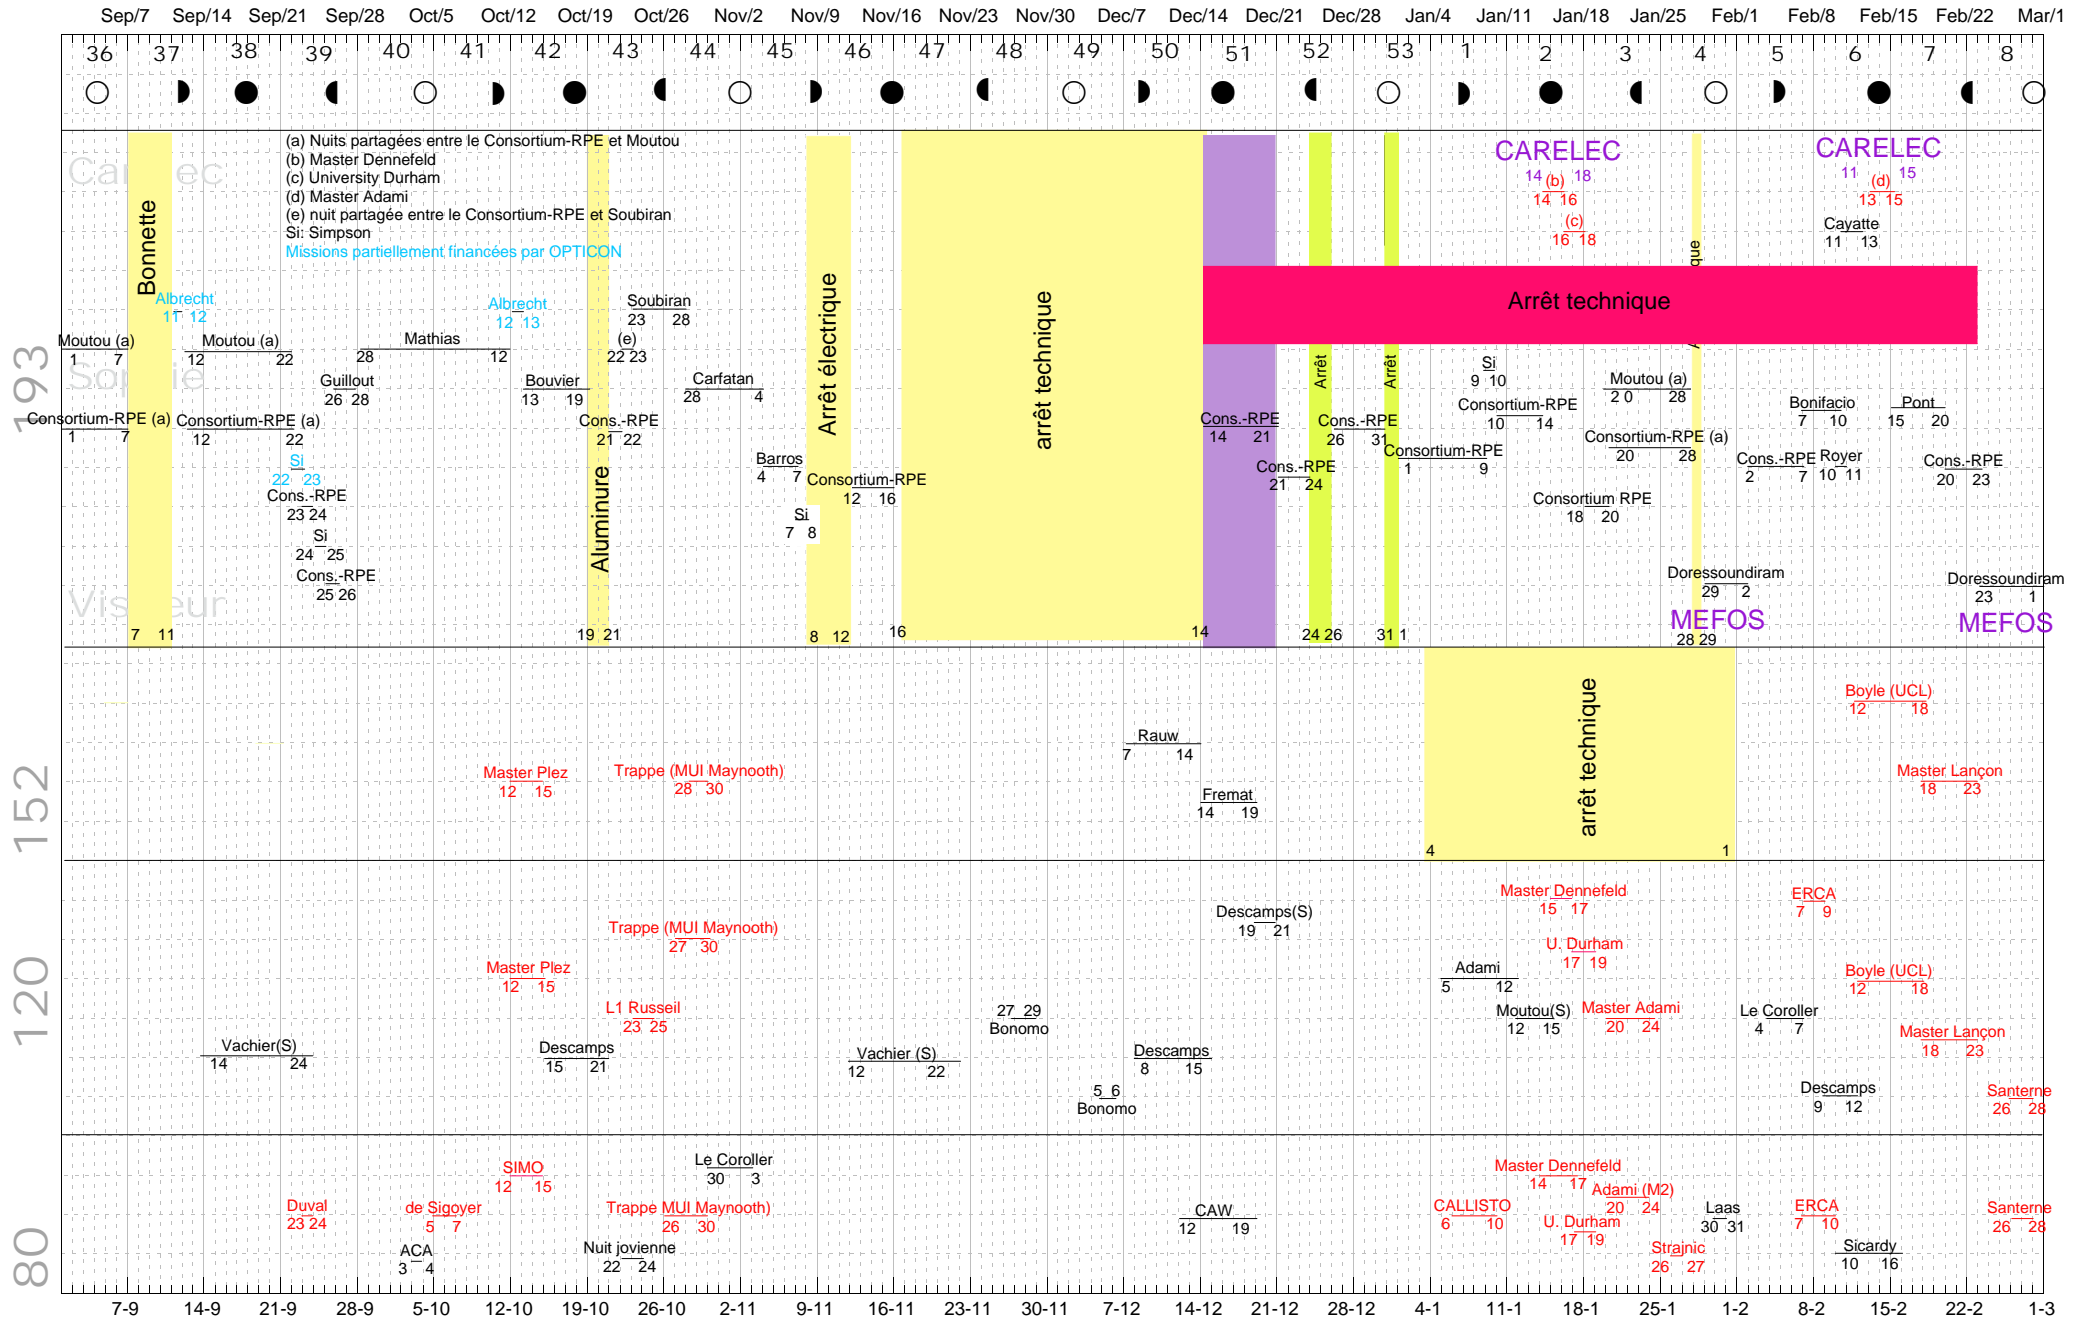 Sep/7 Sep/14 Sep/21 Sep/28 Oct/5 Oct/12 Oct/19 Oct/26 Nov/2 Nov/9 Nov/16 Nov/23 Nov/30 Dec/7 Dec/14 Dec/21 Dec/28 Jan/4 Jan/11 Jan/18 Jan/25 Feb/1 Feb/8 Feb/15 Feb/22 Mar/1
36 37 38 39 40 41 42 43 44 45 46 47 48 49 50 51 52 53 1 2 3 4 5 6 7 8
193
Carelec
Sophie
Visiteur
(a) Nuits partagées entre le Consortium-RPE et Moutou
(b) Master Dennefeld
(c) University Durham
(d) Master Adami
(e) nuit partagée entre le Consortium-RPE et Soubiran
Si: Simpson
Missions partiellement financées par OPTICON
Bonnette
7 11
Aluminure
19 21
Arrêt électrique
8 12
arrêt technique
16 14
Arrêt
24 26
Arrêt
31 1
28 29
Arrêt technique
CARELEC
14 18
(b)
14 16
(c)
16 18
CARELEC
11 15
(d)
13 15
Cayatte
11 13
Albrecht
11 12
Albrecht
12 13
Soubiran
23 28
Moutou (a)
1 7
Moutou (a)
12 22
Mathias
28 12
(e)
22 23
Guillout
26 28
Bouvier
13 19
Carfatan
28 4
Si
9 10
Moutou (a)
2 0 28
Consortium-RPE (a)
1 7
Consortium-RPE (a)
12 22
Cons.-RPE
21 22
Cons.-RPE
14 21
Cons.-RPE
26 31
Consortium-RPE
10 14
Bonifacio
7 10
Pont
15 20
Si
22 23
Barros
4 7
Consortium-RPE
12 16
Cons.-RPE
21 24
Consortium-RPE
1 9
Consortium-RPE (a)
20 28
Cons.-RPE
2 7
Royer
10 11
Cons.-RPE
20 23
Cons.-RPE
23 24
Si
7 8
Consortium RPE
18 20
Si
24 25
Cons.-RPE
25 26
Doressoundiram
29 2
MEFOS
Doressoundiram
23 1
MEFOS
152
Rauw
7 14
Master Plez
12 15
Trappe (MUI Maynooth)
28 30
Fremat
14 19
arrêt technique
4 1
Boyle (UCL)
12 18
Master Lançon
18 23
120
Master Dennefeld
15 17
ERCA
7 9
Descamps(S)
19 21
Trappe (MUI Maynooth)
27 30
U. Durham
17 19
Master Plez
12 15
Adami
5 12
Boyle (UCL)
12 18
L1 Russeil
23 25
27 29
Bonomo
Moutou(S)
12 15
Master Adami
20 24
Le Coroller
4 7
Vachier(S)
14 24
Descamps
15 21
Vachier (S)
12 22
Descamps
8 15
Master Lançon
18 23
5 6
Bonomo
Descamps
9 12
Santerne
26 28
80
SIMO
12 15
Le Coroller
30 3
Master Dennefeld
14 17
Adami (M2)
20 24
Duval
23 24
de Sigoyer
5 7
Trappe MUI Maynooth)
26 30
CAW
12 19
CALLISTO
6 10
U. Durham
17 19
Laas
30 31
ERCA
7 10
Santerne
26 28
ACA
3 4
Nuit jovienne
22 24
Strajnic
26 27
Sicardy
10 16
7-9 14-9 21-9 28-9 5-10 12-10 19-10 26-10 2-11 9-11 16-11 23-11 30-11 7-12 14-12 21-12 28-12 4-1 11-1 18-1 25-1 1-2 8-2 15-2 22-2 1-3